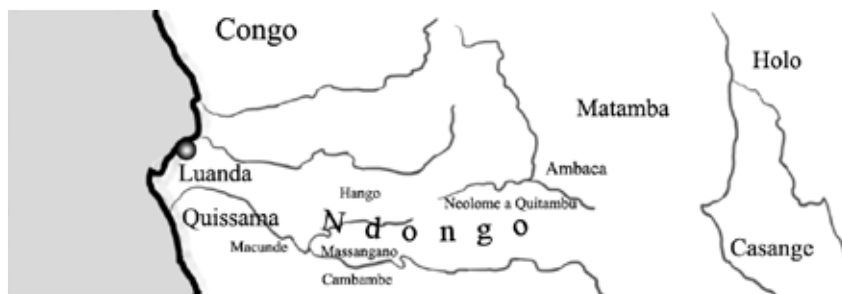 Congo
Holo
Matamba
Ambaca
Luanda
Hango
Neolome a Quitambu
Quissama
Ndongo
Macunde
Massangano
Casange
Cambambe